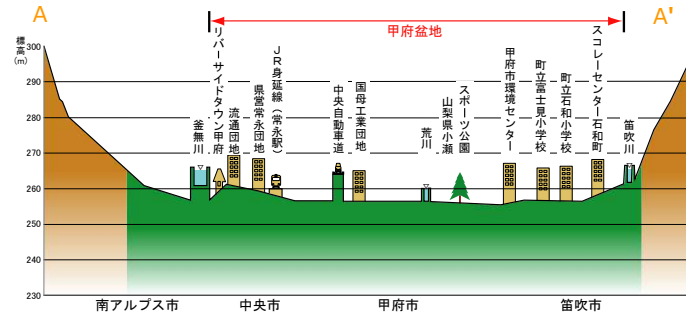 A
A'
甲府盆地
標高
(m)
300
290
280
270
260
250
240
230
釜無川
リバーサイドタウン甲府
流通団地
県営常永団地
JR身延線(常永駅)
中央自動車道
国母工業団地
荒川
山梨県小瀬
スポーツ公園
甲府市環境センター
町立富士見小学校
町立石和小学校
スコレーセンター石和町
笛吹川
南アルプス市
中央市
甲府市
笛吹市